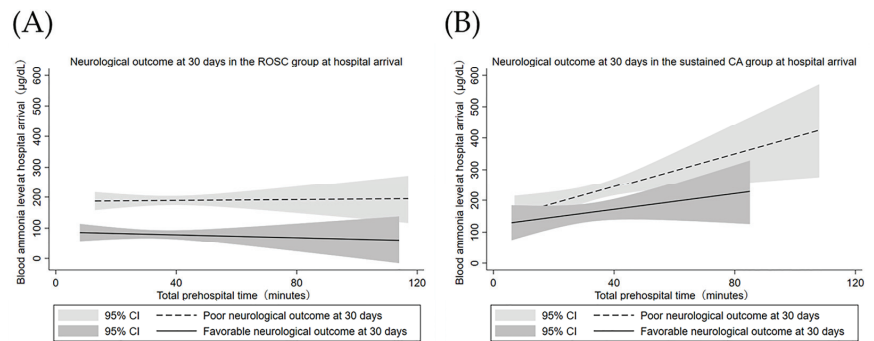 (A)
Neurological outcome at 30 days in the ROSC group at hospital arrival
Blood ammonia level at hospital arrival (μg/dL)
600
500
400
300
200
100
0
0
40
80
120
Total prehospital time (minutes)
95% CI
Poor neurological outcome at 30 days
95% CI
Favorable neurological outcome at 30 days
(B)
Neurological outcome at 30 days in the sustained CA group at hospital arrival
Blood ammonia level at hospital arrival (μg/dL)
600
500
400
300
200
100
0
0
40
80
120
Total prehospital time (minutes)
95% CI
Poor neurological outcome at 30 days
95% CI
Favorable neurological outcome at 30 days